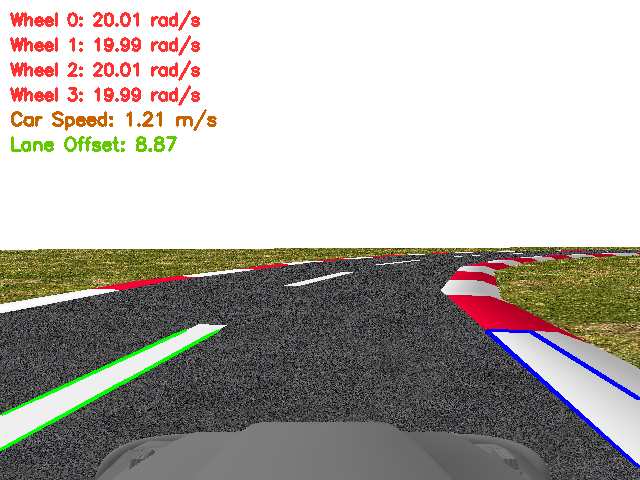 Wheel 0: 20.01 rad/s
Wheel 1: 19.99 rad/s
Wheel 2: 20.01 rad/s
Wheel 3: 19.99 rad/s
Car Speed: 1.21 m/s
Lane Offset: 8.87